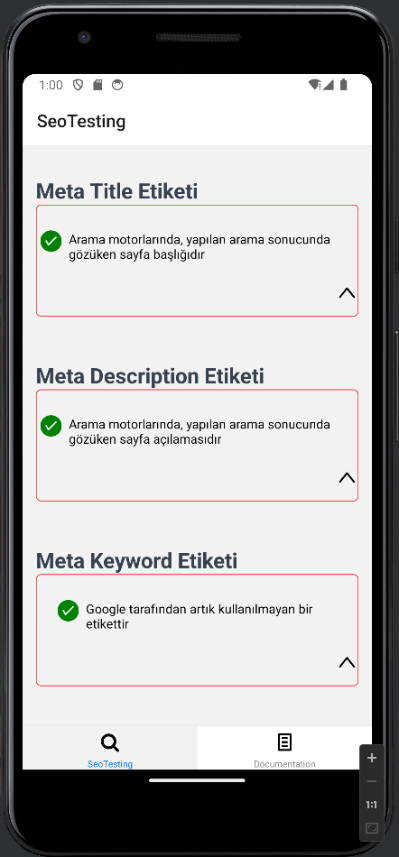 1:00
SeoTesting
Meta Title Etiketi
Arama motorlarında, yapılan arama sonucunda
gözüken sayfa başlığıdır
Meta Description Etiketi
Arama motorlarında, yapılan arama sonucunda
gözüken sayfa açılamasıdır
Meta Keyword Etiketi
Google tarafından artık kullanılmayan bir
etikettir
SeoTesting
Documentation
1:1